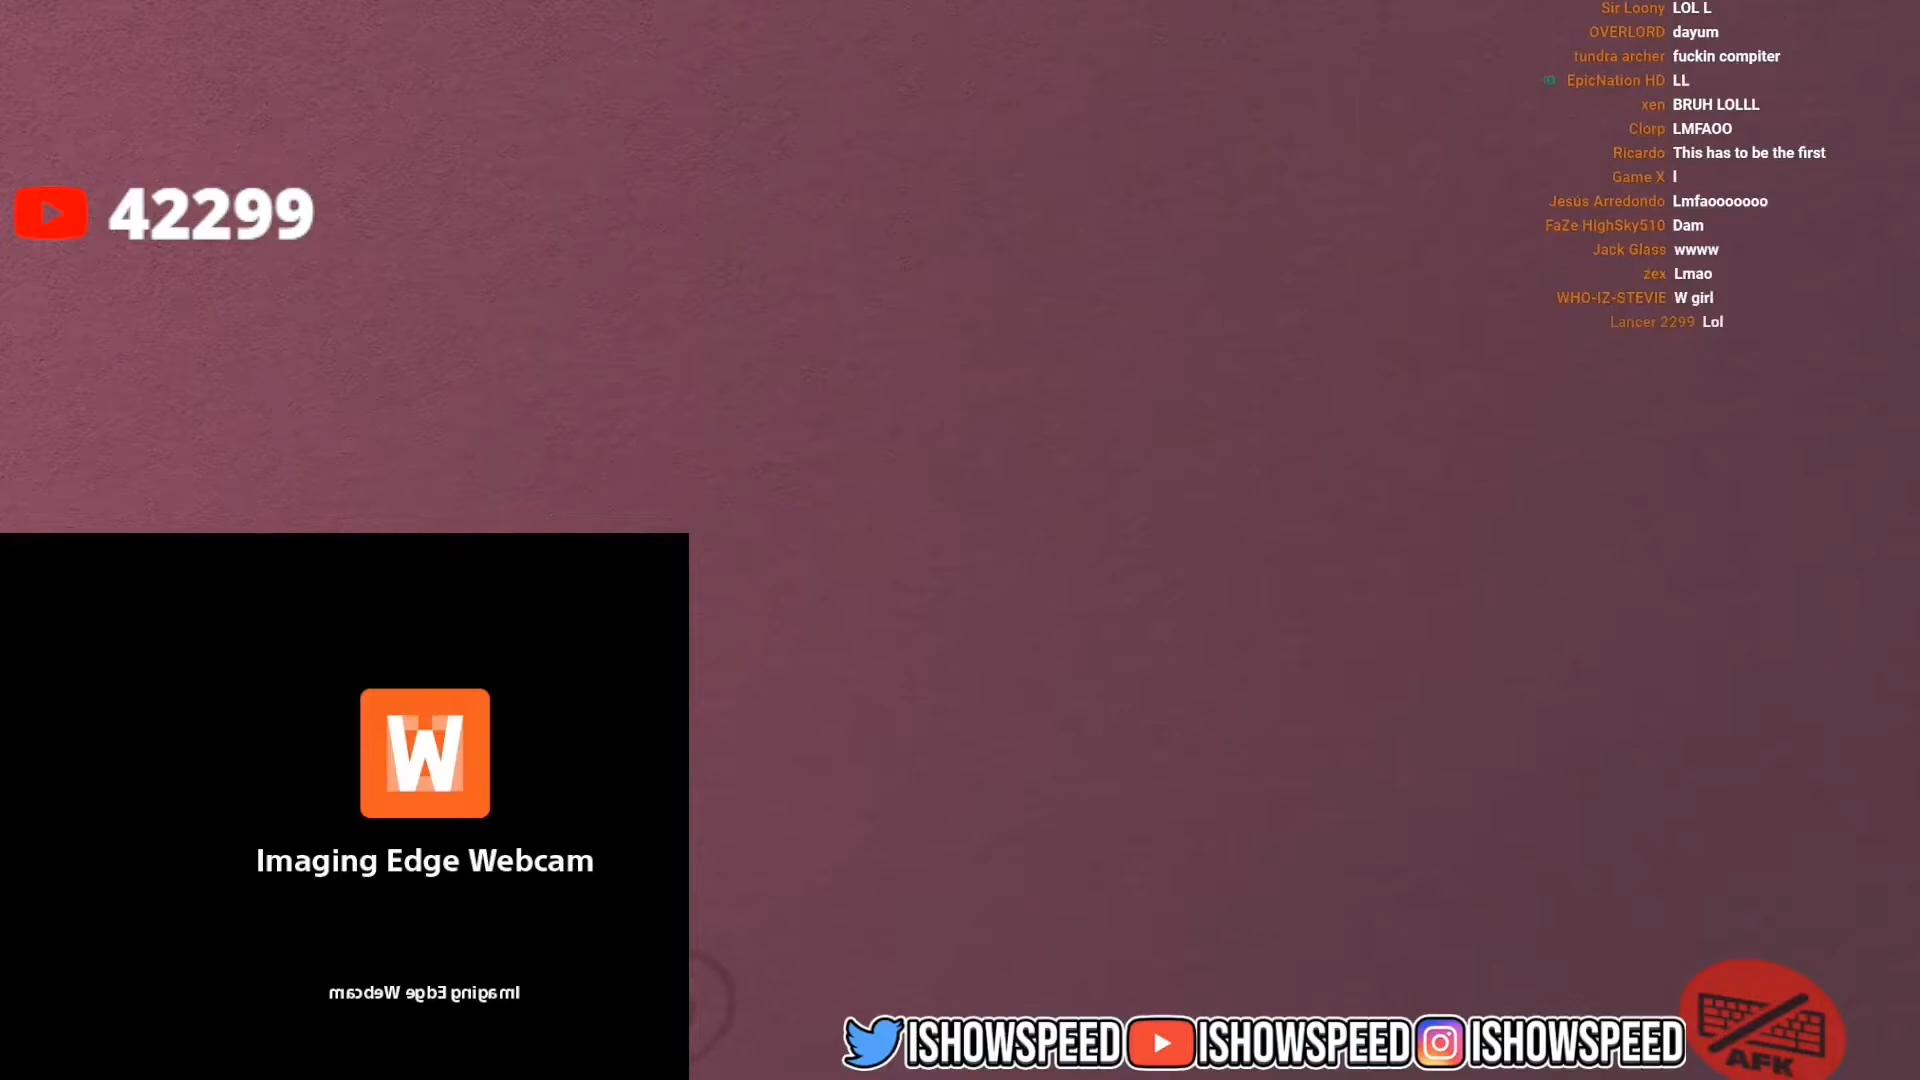 Sir Loony LOL L
OVERLORD dayum
tundra archer fuckin compiter
EpicNation HD LL
xen BRUH LOLLL
Clorp LMFAOO
Ricardo This has to be the first
Game X l
Jesús Arredondo Lmfaooooooo
FaZe HighSky510 Dam
Jack Glass wwww
zex Lmao
WHO-IZ-STEVIE W girl
Lancer 2299 Lol
42299
W
Imaging Edge Webcam
Imaging Edge Webcam
ISHOWSPEED ISHOWSPEED ISHOWSPEED
AFK